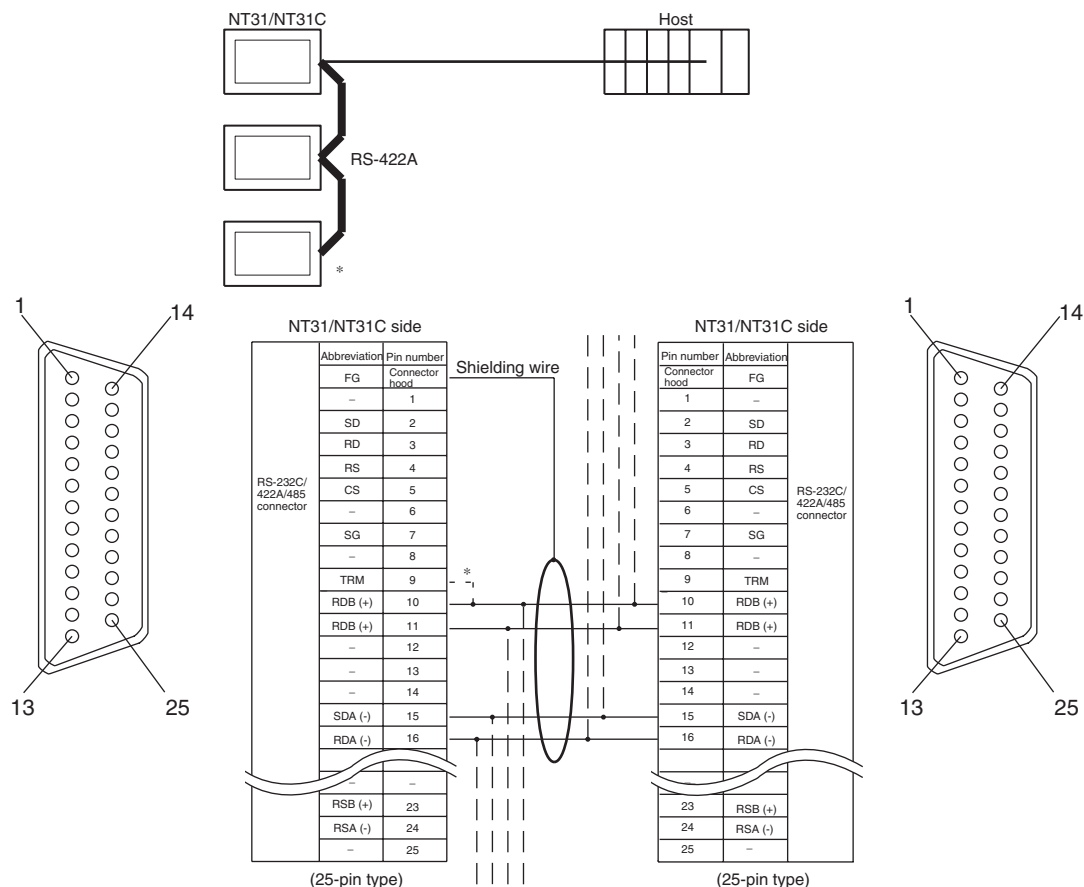 NT31/NT31C
Host
RS-422A
*
1
14
13
25
NT31/NT31C side
Abbreviation Pin number
FG Connector hood
– 1
SD 2
RD 3
RS 4
CS 5
– 6
SG 7
– 8
TRM 9
RDB (+) 10
RDB (+) 11
– 12
– 13
– 14
SDA (-) 15
RDA (-) 16
– –
RSB (+) 23
RSA (-) 24
– 25
RS-232C/
422A/485
connector
(25-pin type)
Shielding wire
*
NT31/NT31C side
Pin number Abbreviation
Connector hood FG
1 –
2 SD
3 RD
4 RS
5 CS
6 –
7 SG
8 –
9 TRM
10 RDB (+)
11 RDB (+)
12 –
13 –
14 –
15 SDA (-)
16 RDA (-)
–
23 RSB (+)
24 RSA (-)
25 –
RS-232C/
422A/485
connector
(25-pin type)
1
14
13
25